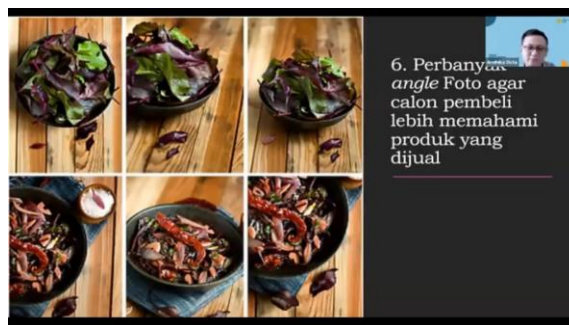 6. Perbanyak
angle Foto agar
calon pembeli
lebih memahami
produk yang
dijual